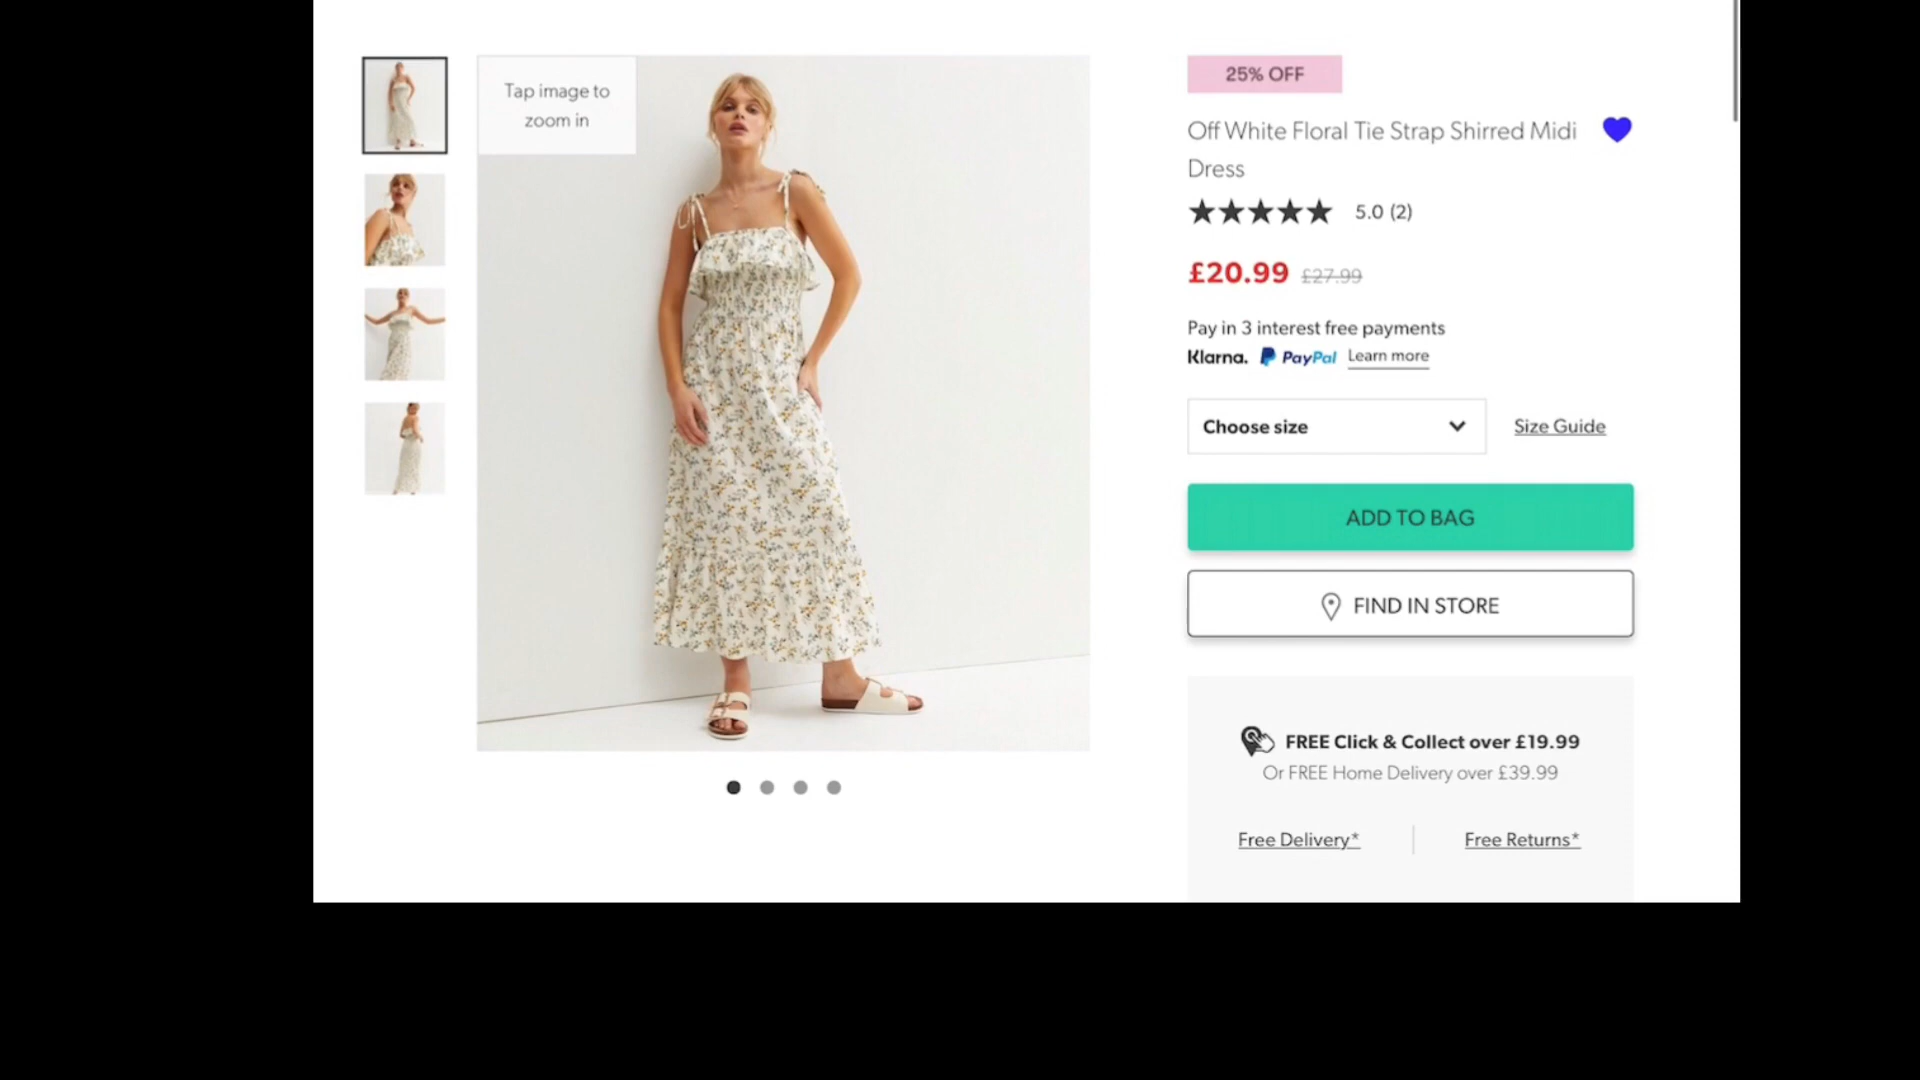 Tap image to
zoom in
25% OFF
Off White Floral Tie Strap Shirred Midi
Dress
5.0 (2)
£20.99 £27.99
Pay in 3 interest free payments
Klarna. PayPal Learn more
Choose size
Size Guide
ADD TO BAG
FIND IN STORE
FREE Click & Collect over £19.99
Or FREE Home Delivery over £39.99
Free Delivery*
Free Returns*